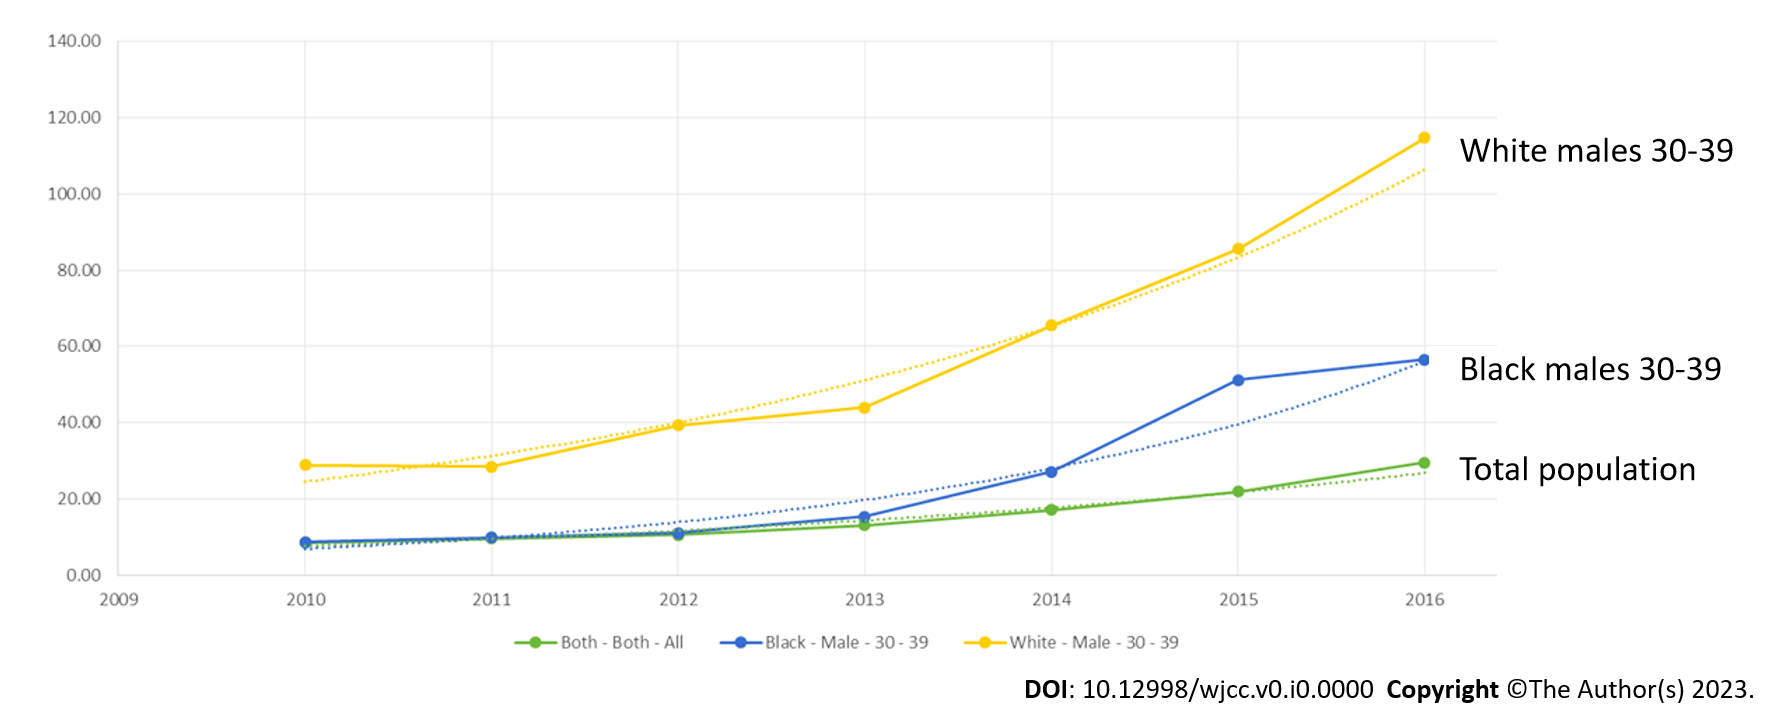 140.00
120.00
100.00
80.00
60.00
40.00
20.00
0.00
2009 2010 2011 2012 2013 2014 2015 2016
White males 30-39
Black males 30-39
Total population
Both - Both - All Black - Male - 30 - 39 White - Male - 30 - 39
DOI: 10.12998/wjcc.v0.i0.0000 Copyright ©The Author(s) 2023.